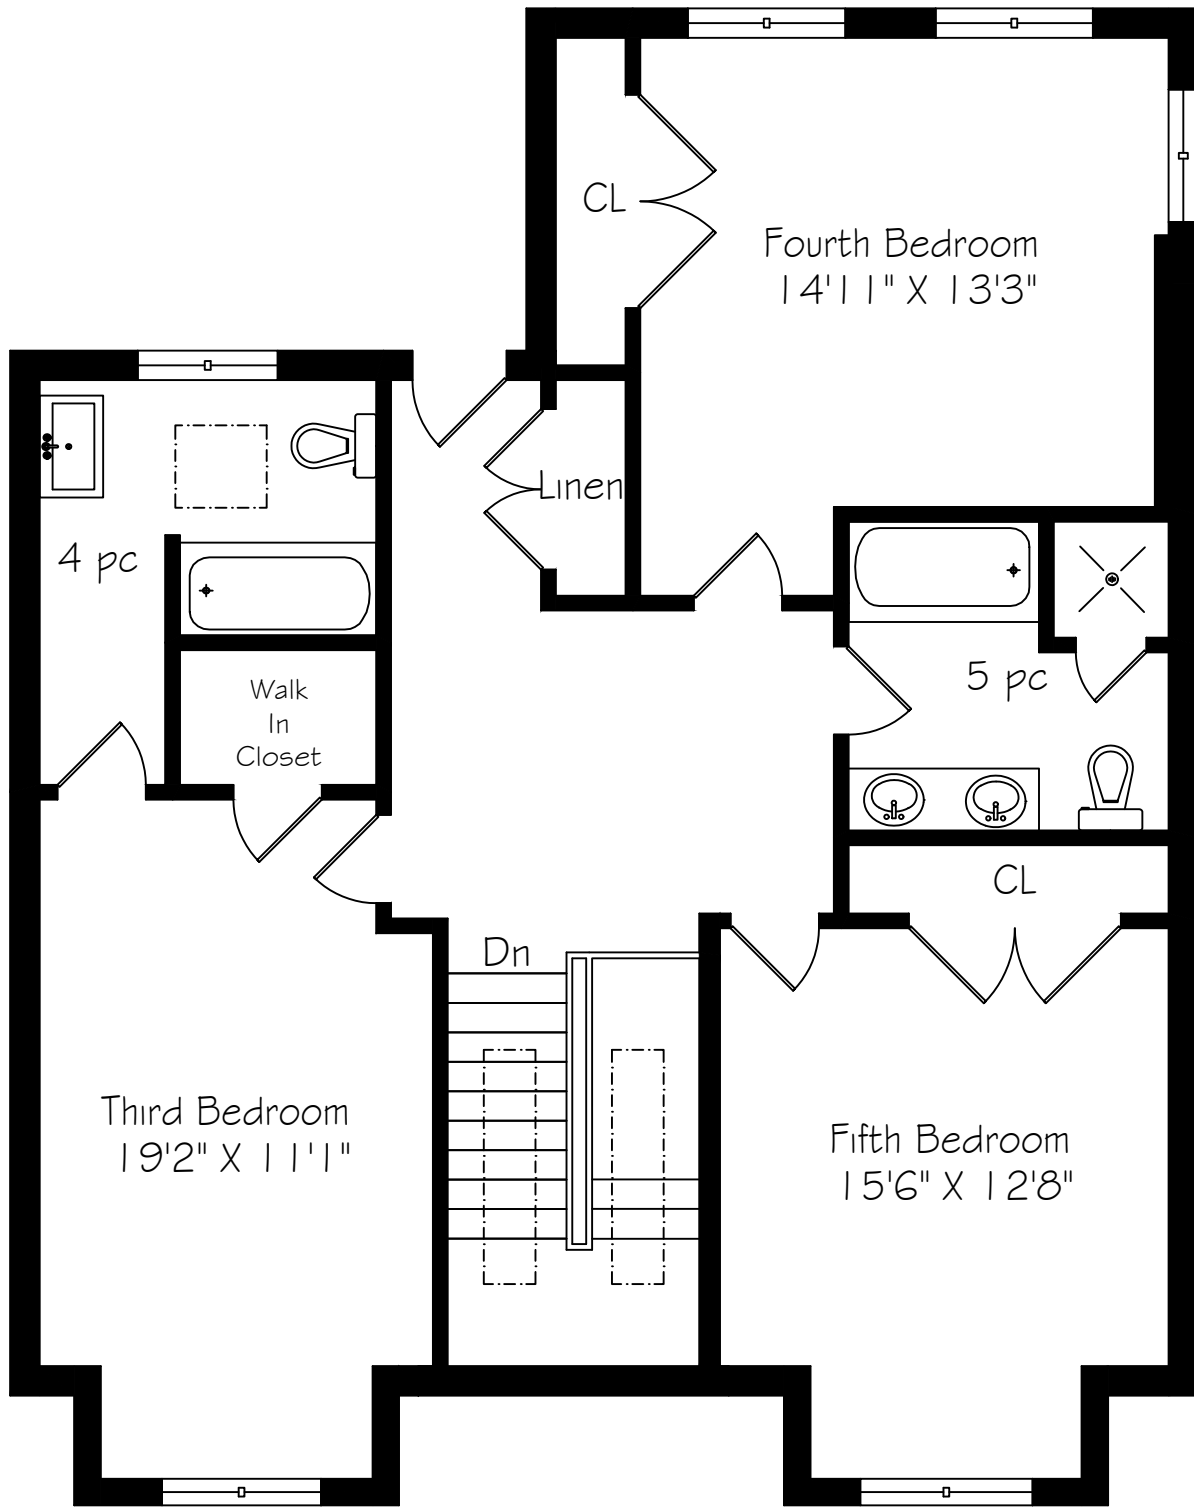 CL
Fourth Bedroom
14'11" X 13'3"
Linen
4 pc
Walk
In
Closet
5 pc
CL
Dn
Third Bedroom
19'2" X 11'1"
Fifth Bedroom
15'6" X 12'8"